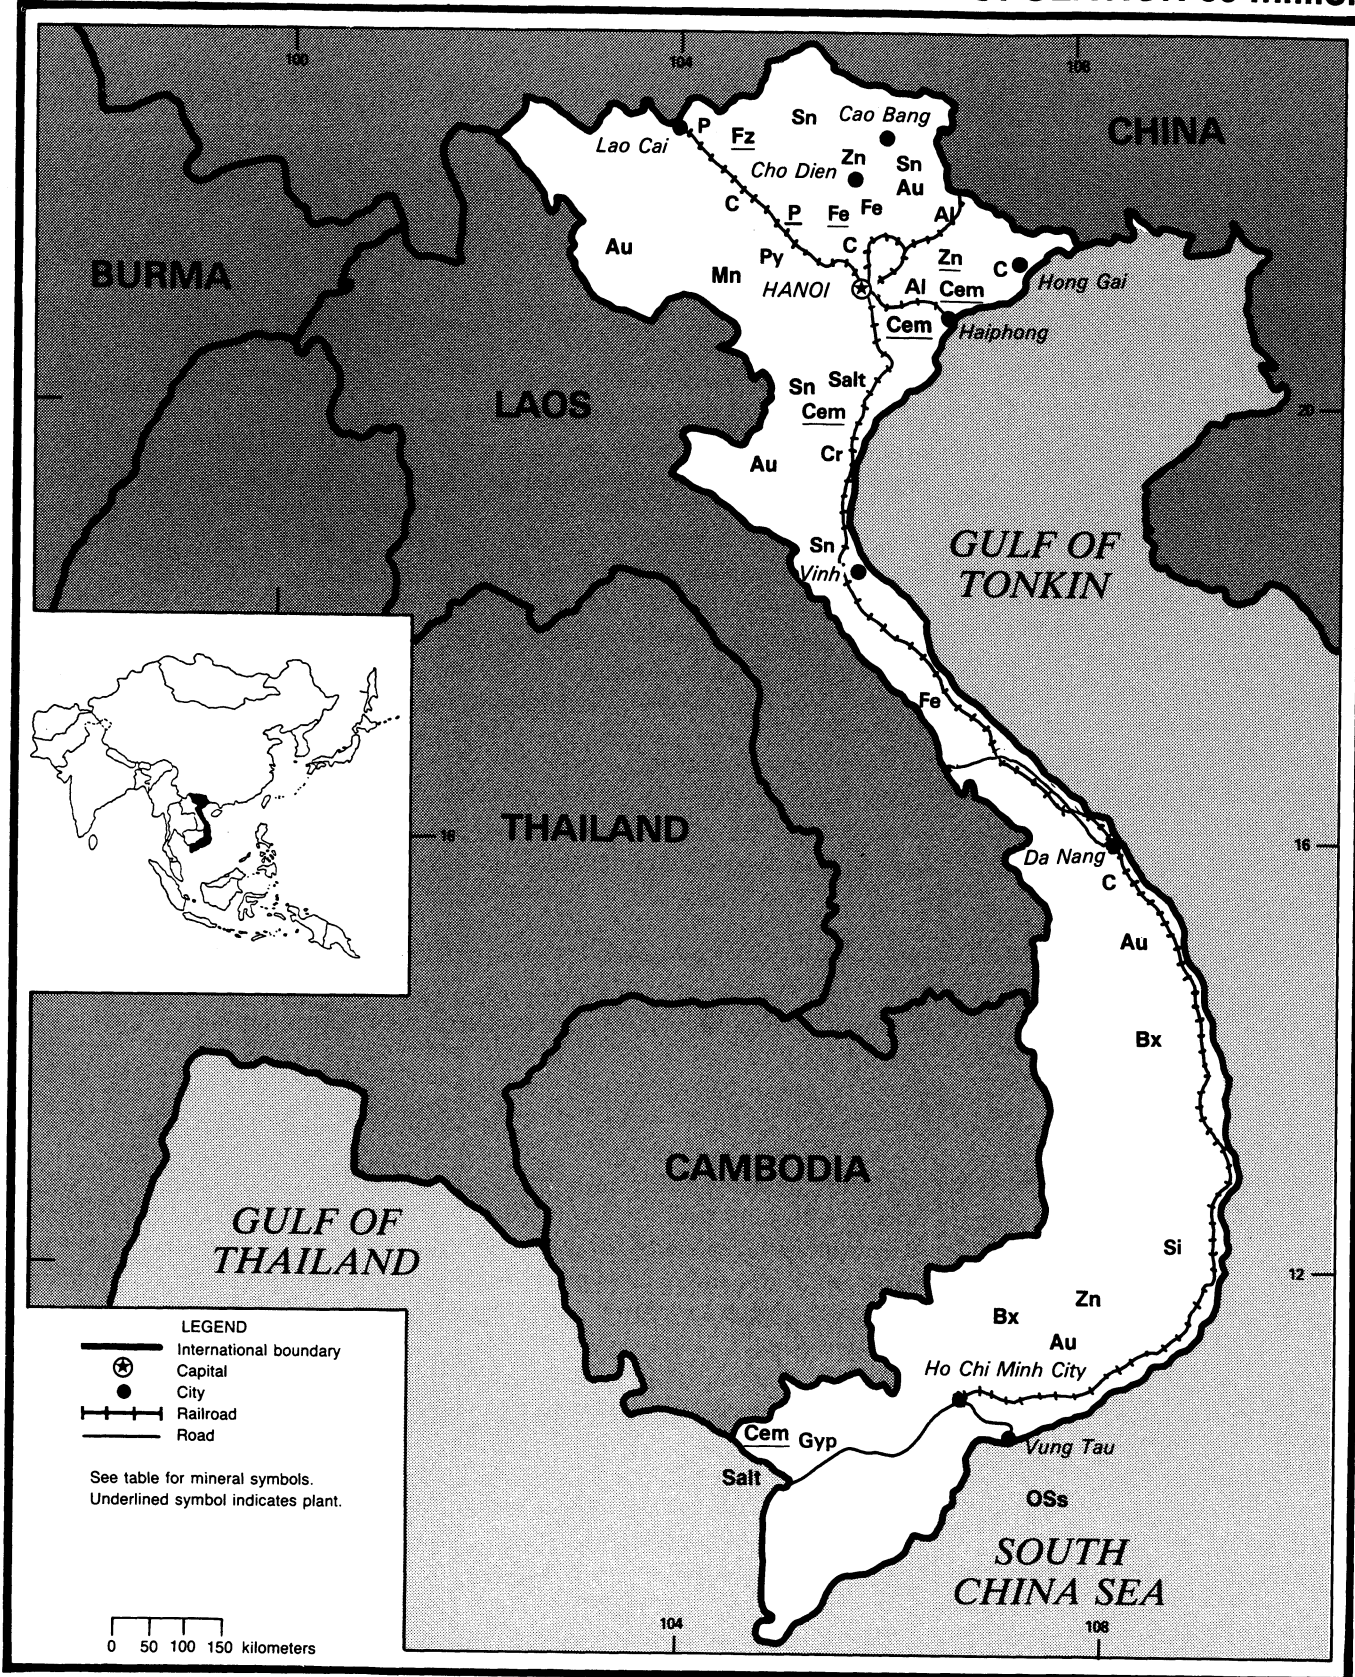 100
104
108
CHINA
Sn
Cao Bang
P
Fz
Lao Cai
Zn
Cho Dien
Sn
Au
C
P
Fe
Fe
Al
Au
Py
C
Zn
C
Hong Gai
BURMA
Mn
HANOI
Al
Cem
Cem
Haiphong
LAOS
Sn
Salt
Cem
20
Au
Cr
Sn
Vinh
GULF OF
TONKIN
Fe
16
THAILAND
16
Da Nang
C
Au
Bx
CAMBODIA
GULF OF
THAILAND
Si
12
Zn
Bx
Au
Ho Chi Minh City
Cem
Gyp
Vung Tau
Salt
OSs
SOUTH
CHINA SEA
104
108
LEGEND
International boundary
Capital
City
Railroad
Road
See table for mineral symbols.
Underlined symbol indicates plant.
0 50 100 150 kilometers